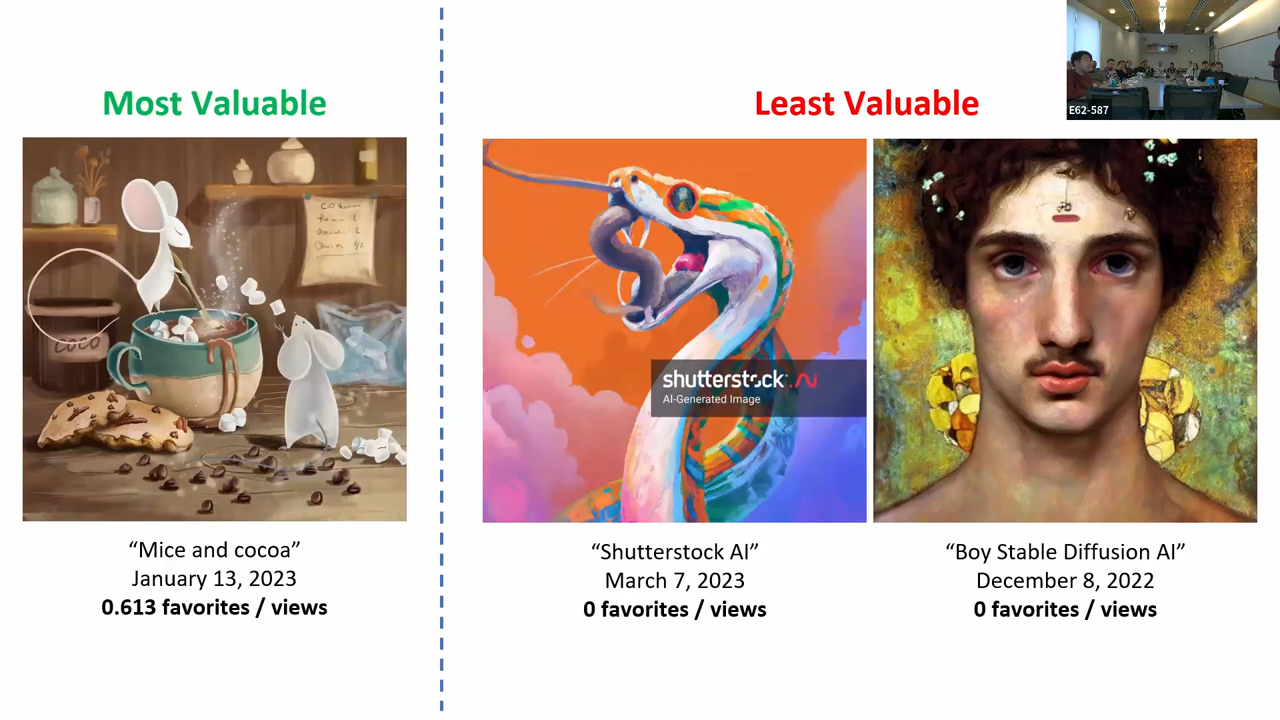 Most Valuable
Least Valuable
E62-587
COCO
shutterstock.AI
AI-Generated Image
“Mice and cocoa”
January 13, 2023
0.613 favorites / views
“Shutterstock AI”
March 7, 2023
0 favorites / views
“Boy Stable Diffusion AI”
December 8, 2022
0 favorites / views